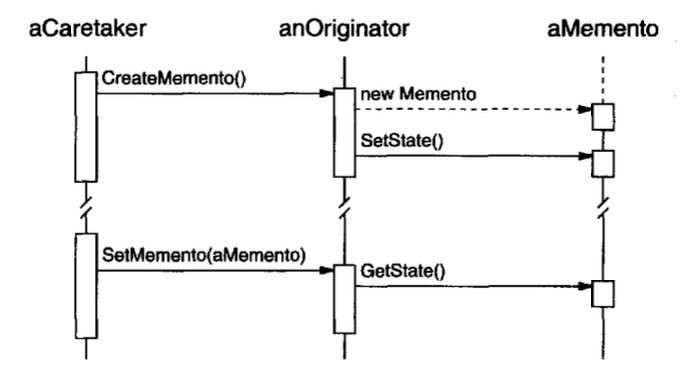 aCaretaker anOriginator aMemento
CreateMemento()
new Memento
SetState()
SetMemento(aMemento)
GetState()